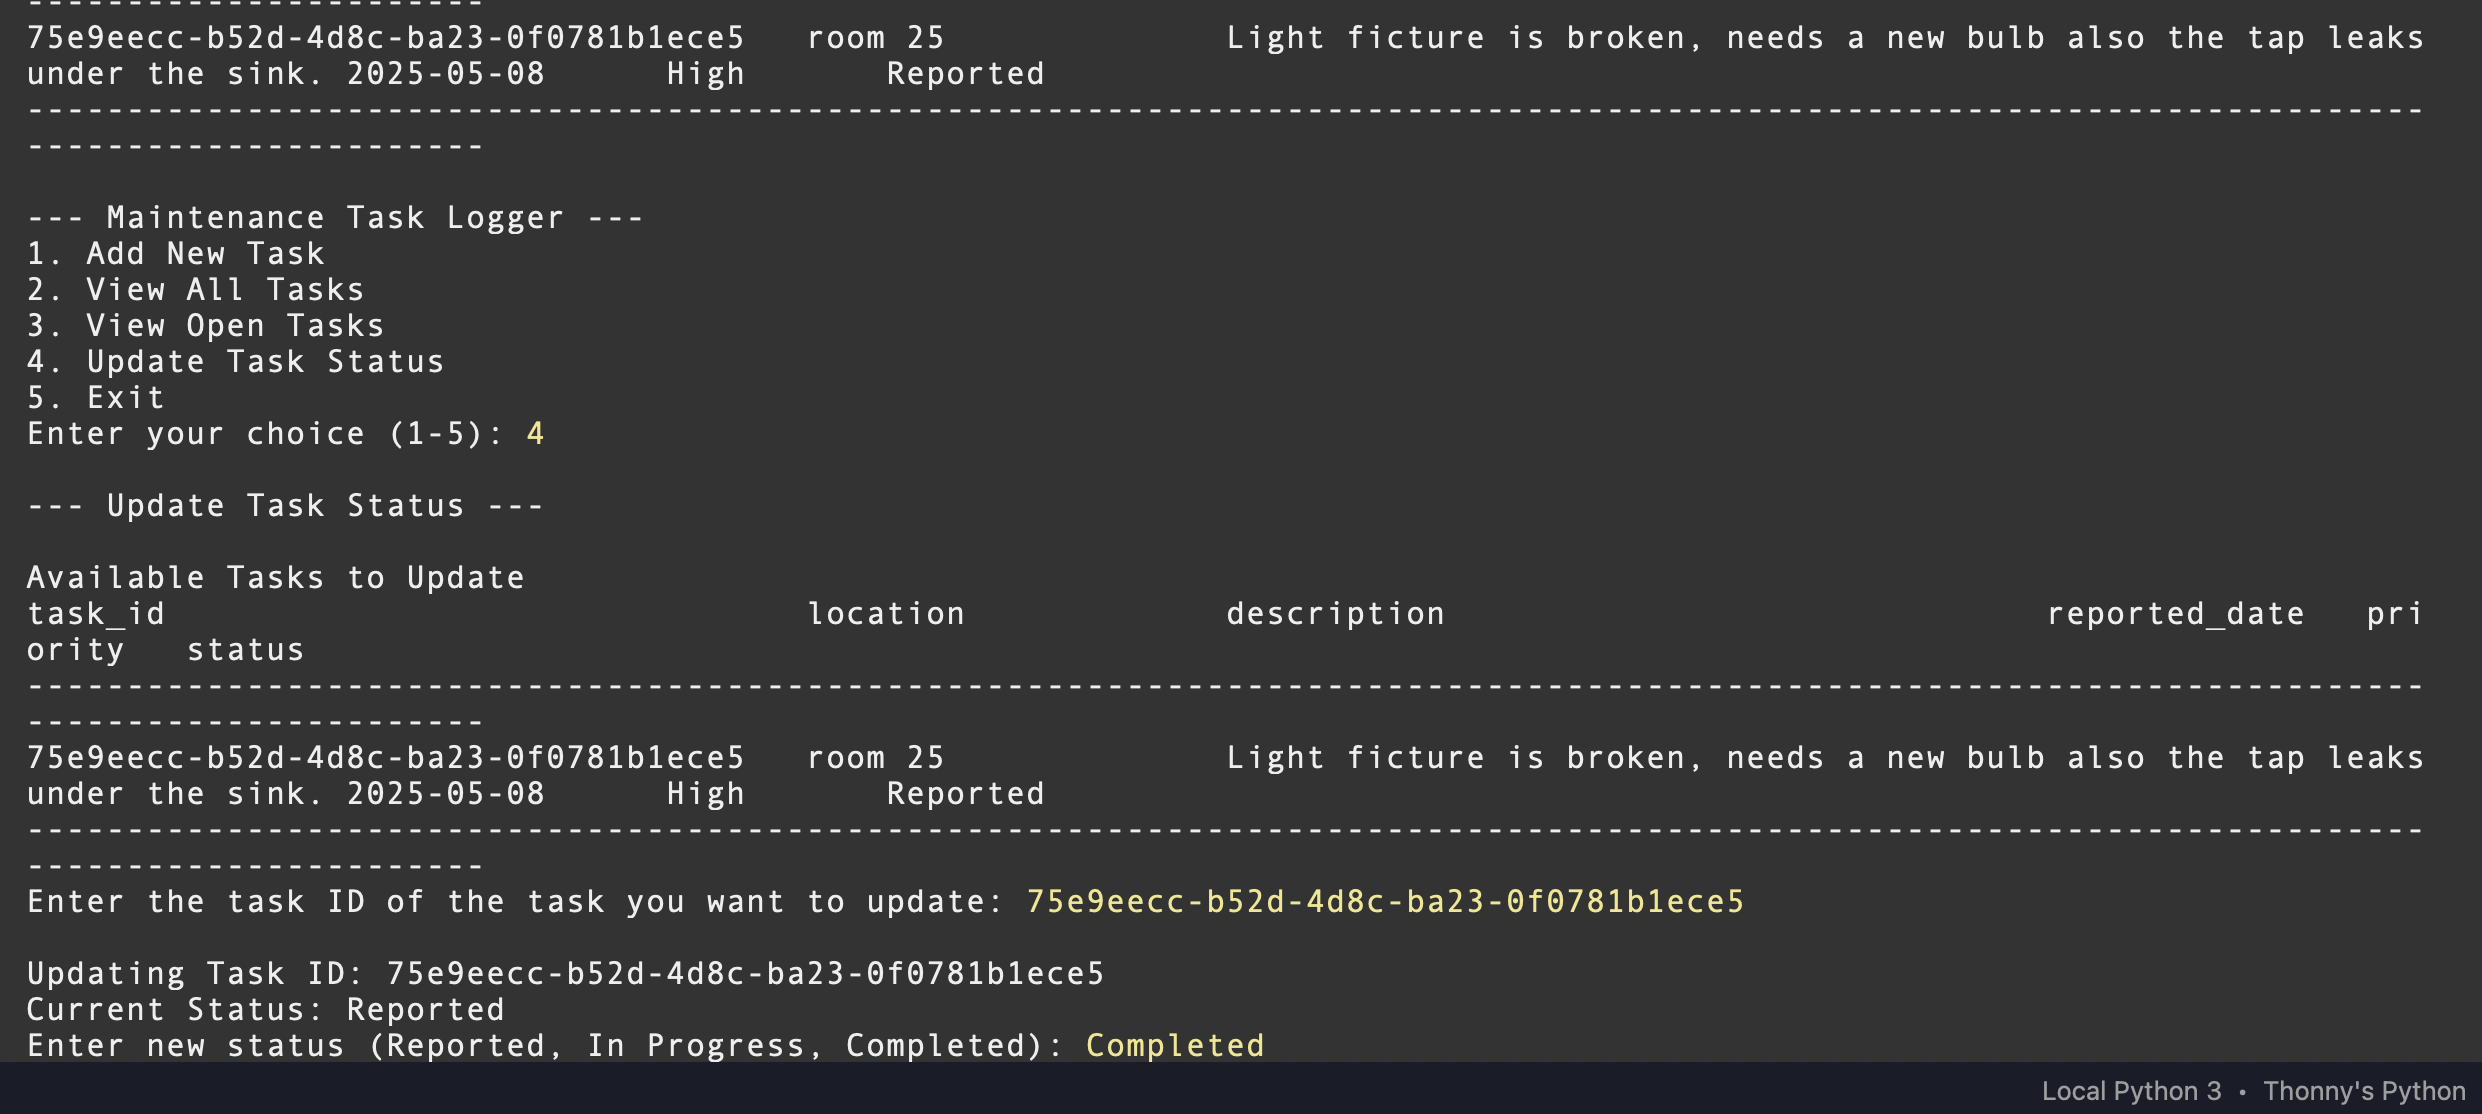 -----------------------
75e9eecc-b52d-4d8c-ba23-0f0781b1ece5   room 25              Light ficture is broken, needs a new bulb also the tap leaks
under the sink. 2025-05-08      High       Reported
------------------------------------------------------------------------------------------------------------------------
-----------------------
--- Maintenance Task Logger ---
1. Add New Task
2. View All Tasks
3. View Open Tasks
4. Update Task Status
5. Exit
Enter your choice (1-5): 4
--- Update Task Status ---
Available Tasks to Update
task_id                                location             description                              reported_date   pri
ority   status
------------------------------------------------------------------------------------------------------------------------
-----------------------
75e9eecc-b52d-4d8c-ba23-0f0781b1ece5   room 25              Light ficture is broken, needs a new bulb also the tap leaks
under the sink. 2025-05-08      High       Reported
------------------------------------------------------------------------------------------------------------------------
-----------------------
Enter the task ID of the task you want to update: 75e9eecc-b52d-4d8c-ba23-0f0781b1ece5
Updating Task ID: 75e9eecc-b52d-4d8c-ba23-0f0781b1ece5
Current Status: Reported
Enter new status (Reported, In Progress, Completed): Completed
Local Python 3 • Thonny's Python